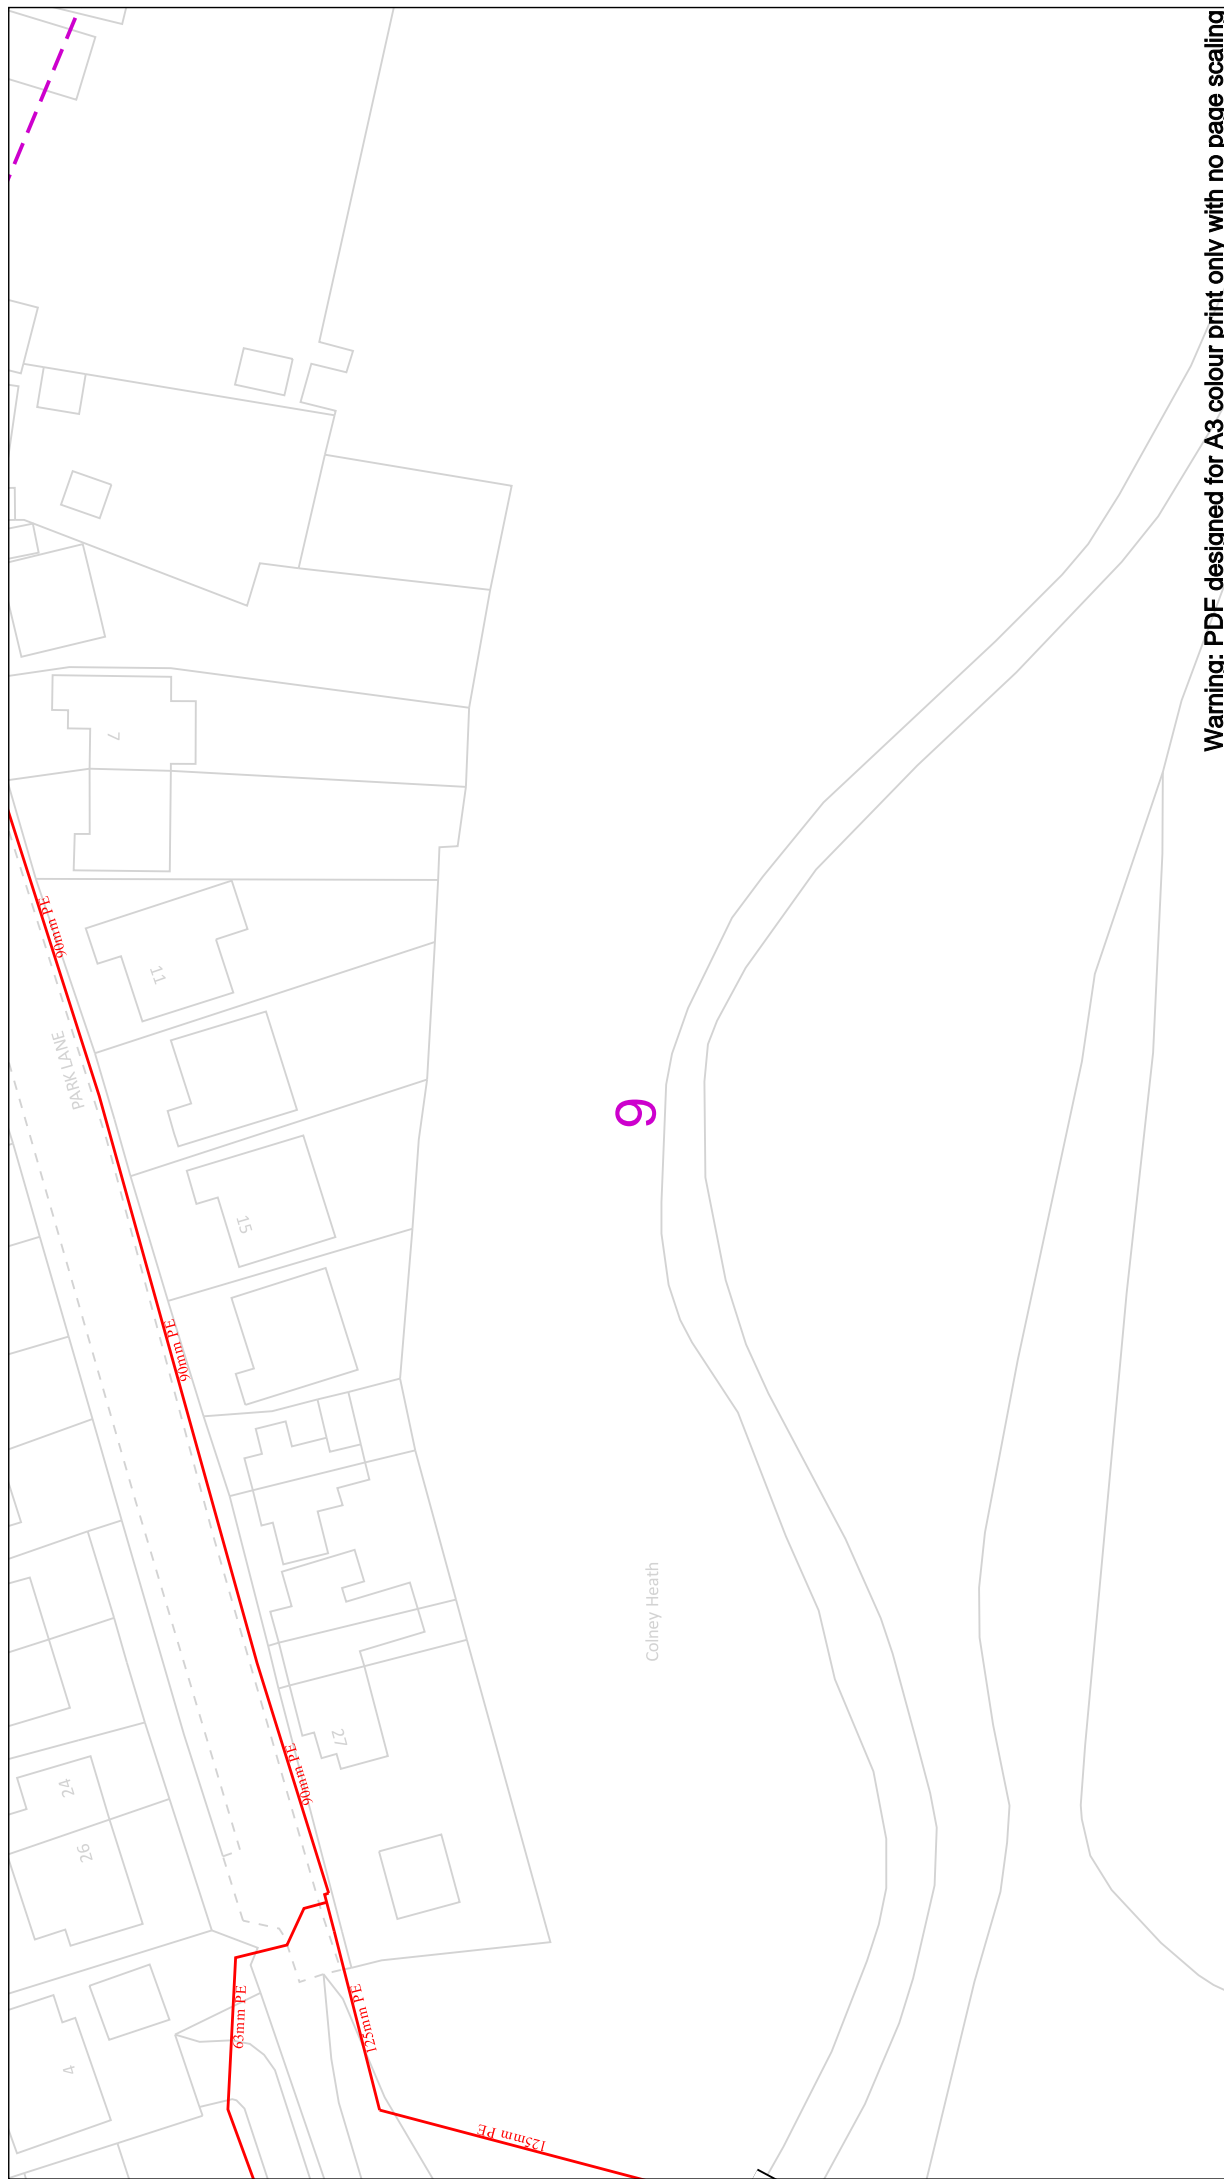 Warning: PDF designed for A3 colour print only with no page scaling
7
90mm PE
11
PARK LANE
9
15
90mm PE
Colney Heath
27
90mm PE
24
26
63mm PE
125mm PE
4
125mm PE